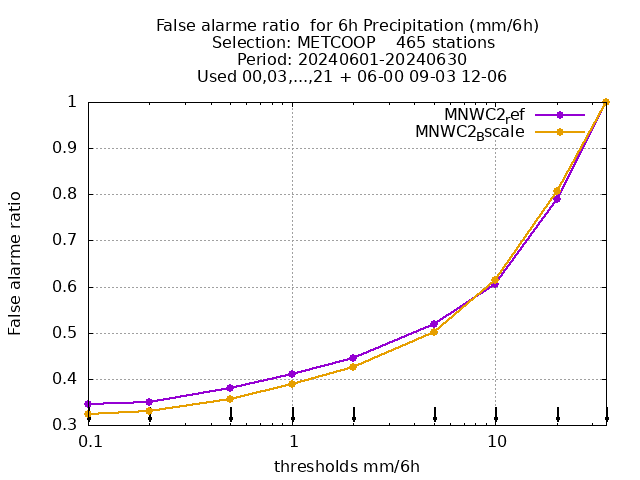 False alarme ratio  for 6h Precipitation (mm/6h)
Selection: METCOOP    465 stations
Period: 20240601-20240630
Used 00,03,...,21 + 06-00 09-03 12-06
MNWC2_ref
MNWC2_Bscale
False alarme ratio
1
0.9
0.8
0.7
0.6
0.5
0.4
0.3
0.1 1 10
thresholds mm/6h